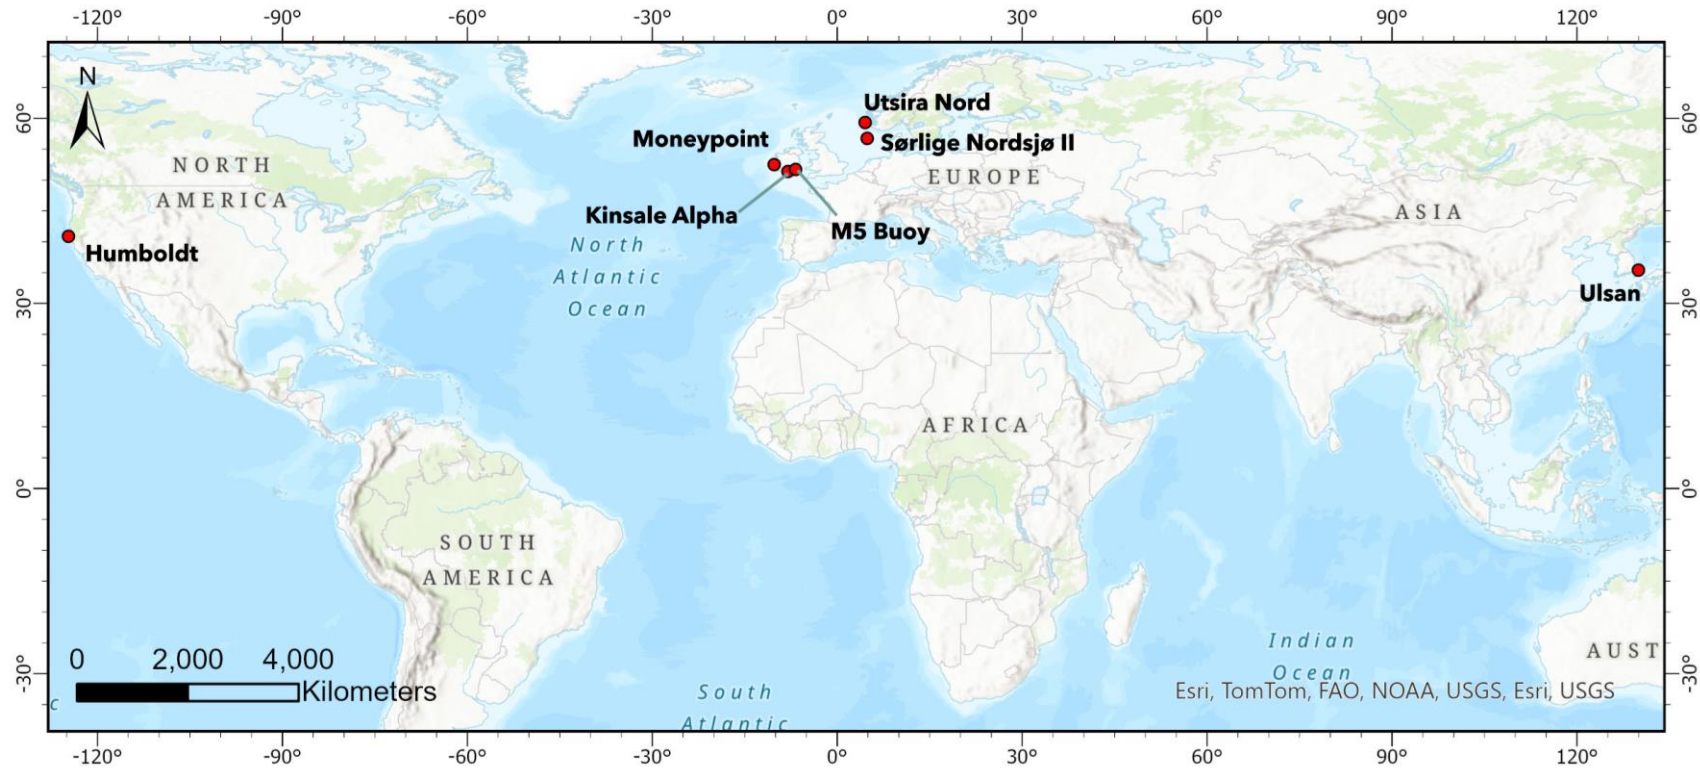 -120° -90° -60° -30° 0° 30° 60° 90° 120°
N
60° 60°
Utsira Nord
Moneypoint
Sørlige Nordsjø II
NORTH
AMERICA
EUROPE
ASIA
Kinsale Alpha
M5 Buoy
Humboldt
North
Atlantic
Ocean
Ulsan
30° 30°
AFRICA
0° 0°
SOUTH
AMERICA
Indian
Ocean
AUST
0 2,000 4,000
Kilometers
-30° -30°
South
Atlantic
c
Esri, TomTom, FAO, NOAA, USGS, Esri, USGS
-120° -90° -60° -30° 0° 30° 60° 90° 120°